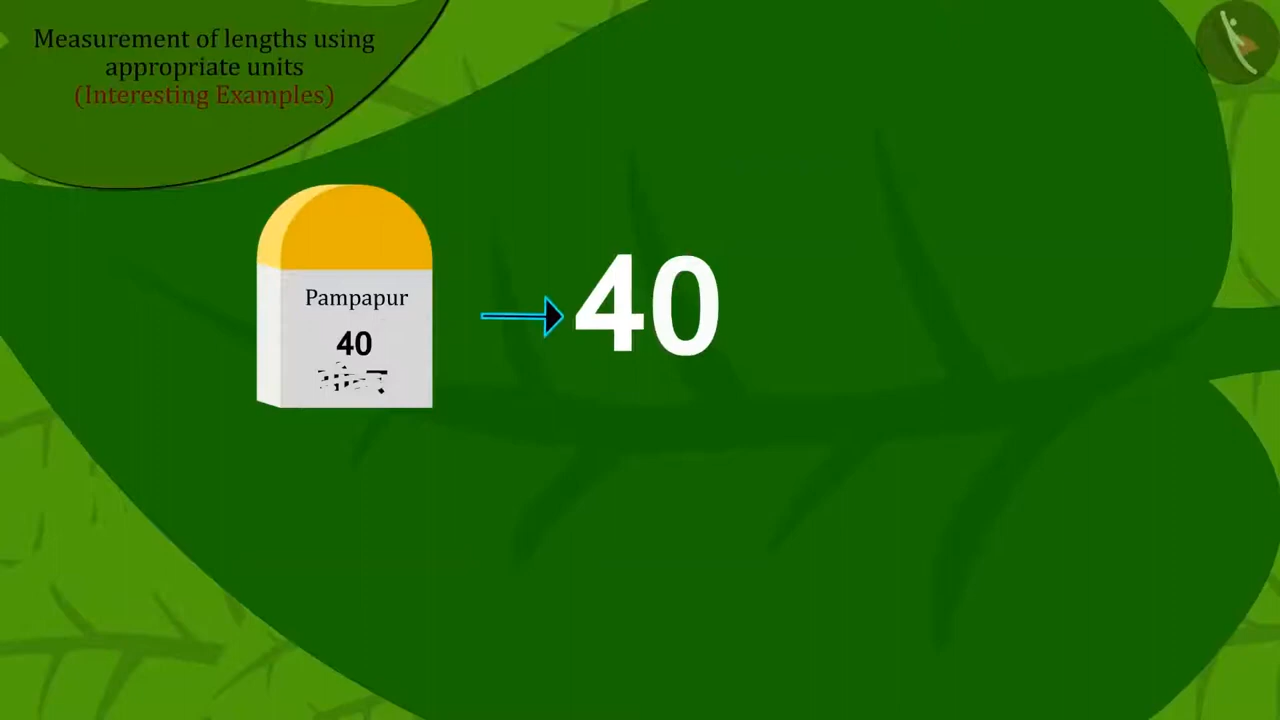 Measurement of lengths using
appropriate units
(Interesting Examples)
Pampapur
40
40